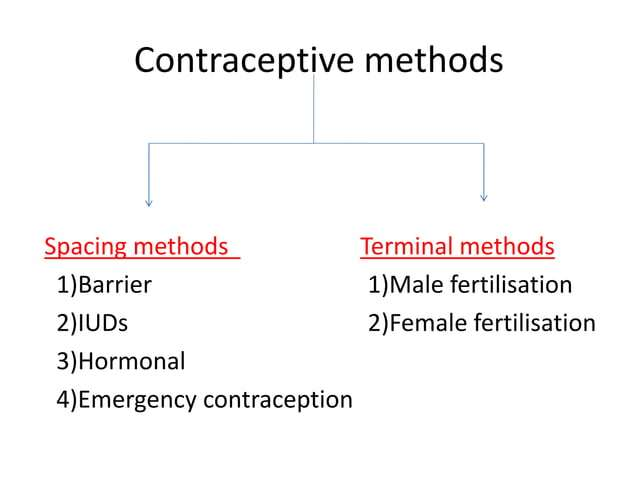 Contraceptive methods
Spacing methods
1)Barrier
2)IUDs
3)Hormonal
4)Emergency contraception
Terminal methods
1)Male fertilisation
2)Female fertilisation